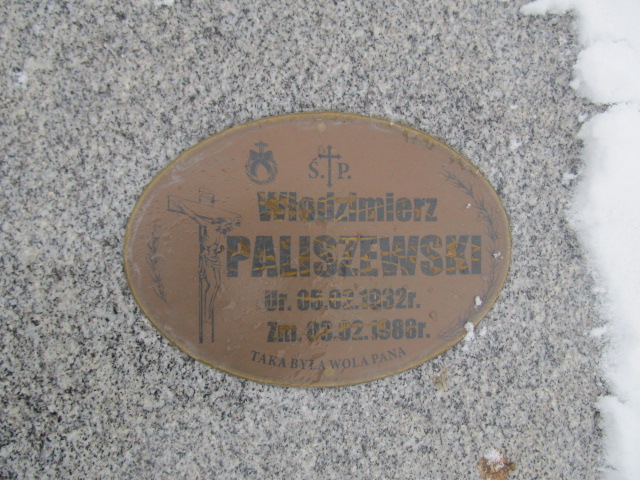 Ś.P.
Włodzimierz
PALISZEWSKI
Ur. 05.02.1932r.
Zm. 03.02.1988r.
TAKA BYŁA WOLA PANA